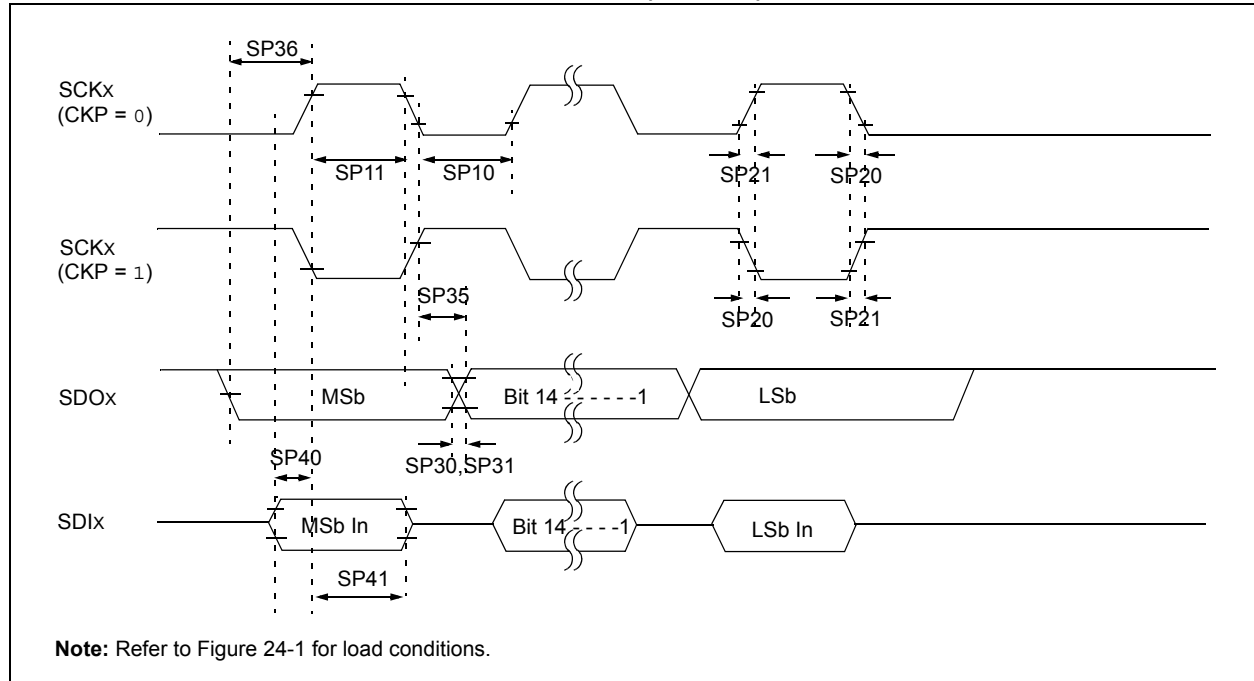 SP36
SCKx
(CKP = 0)
SP11
SP10
SP21
SP20
SCKx
(CKP = 1)
SP35
SP20
SP21
SDOx
MSb
Bit 14 - - - - - -1
LSb
SP40
SP30,SP31
SDIx
MSb In
Bit 14 - - - -1
LSb In
SP41
Note: Refer to Figure 24-1 for load conditions.